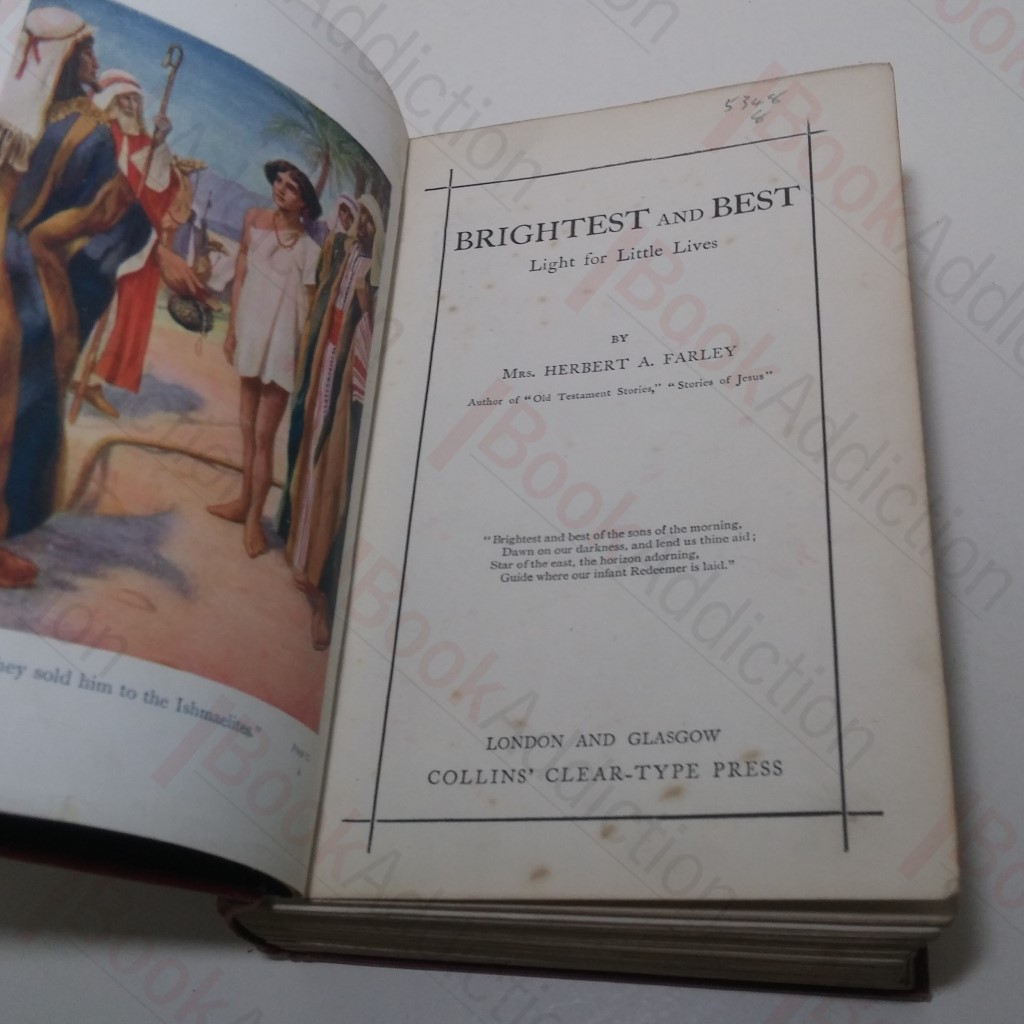 hey sold him to the Ishmaelites."
5348
8
BRIGHTEST AND BEST
Light for Little Lives
BY
MRS. HERBERT A. FARLEY
Author of "Old Testament Stories," "Stories of Jesus"
"Brightest and best of the sons of the morning,
Dawn on our darkness, and lend us thine aid;
Star of the east, the horizon adorning,
Guide where our infant Redeemer is laid."
LONDON AND GLASGOW
COLLINS' CLEAR-TYPE PRESS
BookAddiction